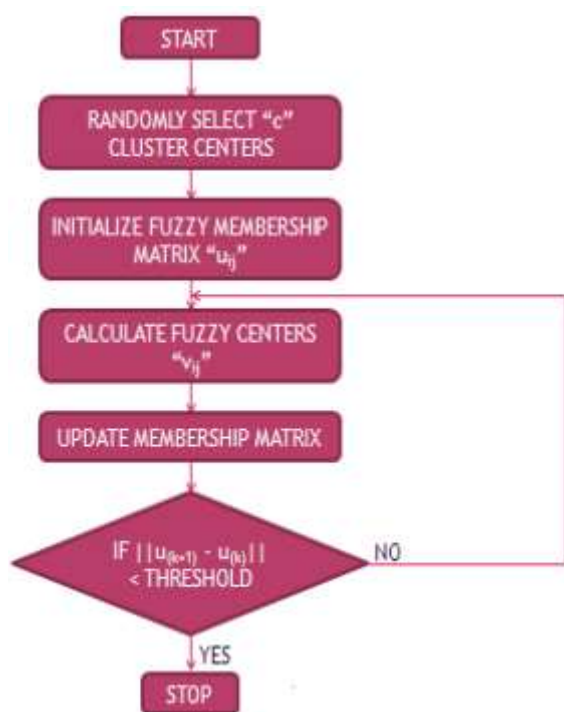 START
RANDOMLY SELECT "c"
CLUSTER CENTERS
INITIALIZE FUZZY MEMBERSHIP
MATRIX "uij"
CALCULATE FUZZY CENTERS
"vij"
UPDATE MEMBERSHIP MATRIX
IF ||u(k+1) - u(k)||
< THRESHOLD
NO
YES
STOP